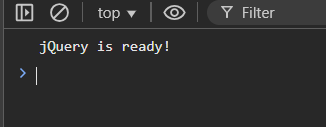 top ▼ Filter
jQuery is ready!
>